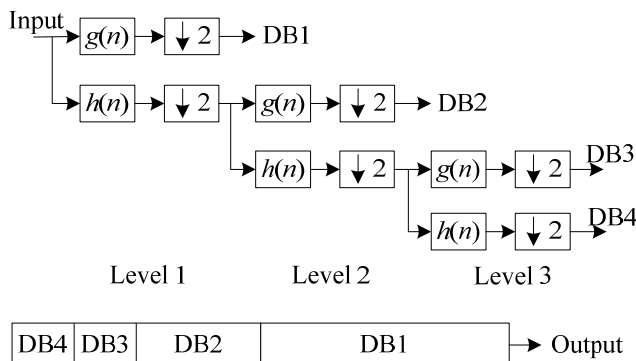 Input
g(n) ↓ 2 DB1
h(n) ↓ 2 g(n) ↓ 2 DB2
h(n) ↓ 2 g(n) ↓ 2 DB3
h(n) ↓ 2 DB4
Level 1 Level 2 Level 3
DB4 DB3 DB2 DB1 Output